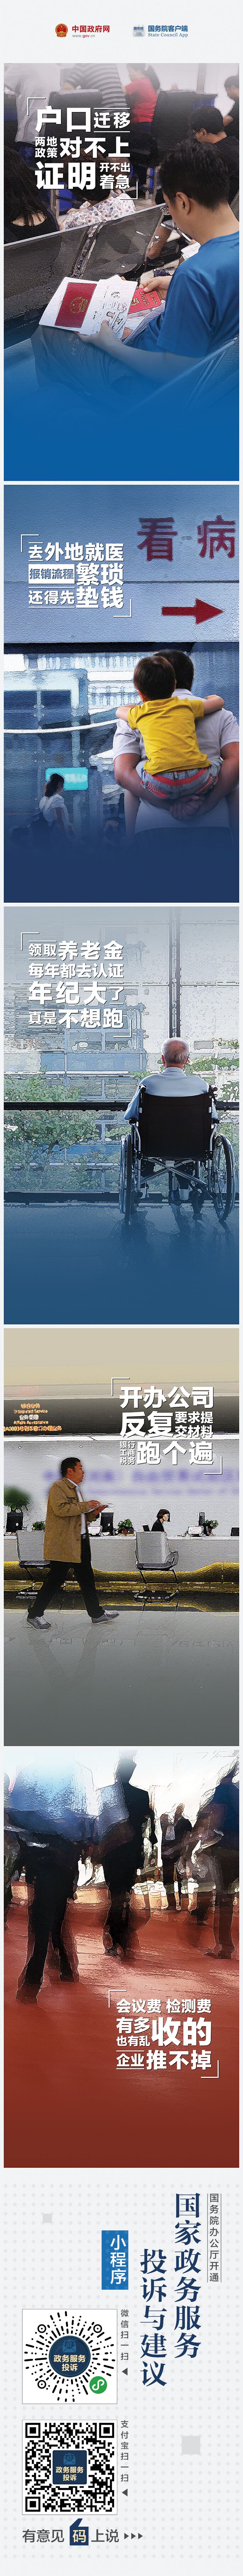 中国政府网
www.gov.cn
国务院客户端
State Council App
户口迁移
两地政策对不上
证明开不出着急
看病
去外地就医
报销流程繁琐
还得先垫钱
领取养老金
每年都去认证
年纪大了
真是不想跑
开办公司
反复要求提交材料
银行工商税务跑个遍
会议费 检测费
有多收的
也有乱
企业推不掉
国务院办公厅开通
国家政务服务
投诉与建议
小程序
微信扫一扫
政务服务
投诉
支付宝扫一扫
政务服务
投诉
有意见码上说